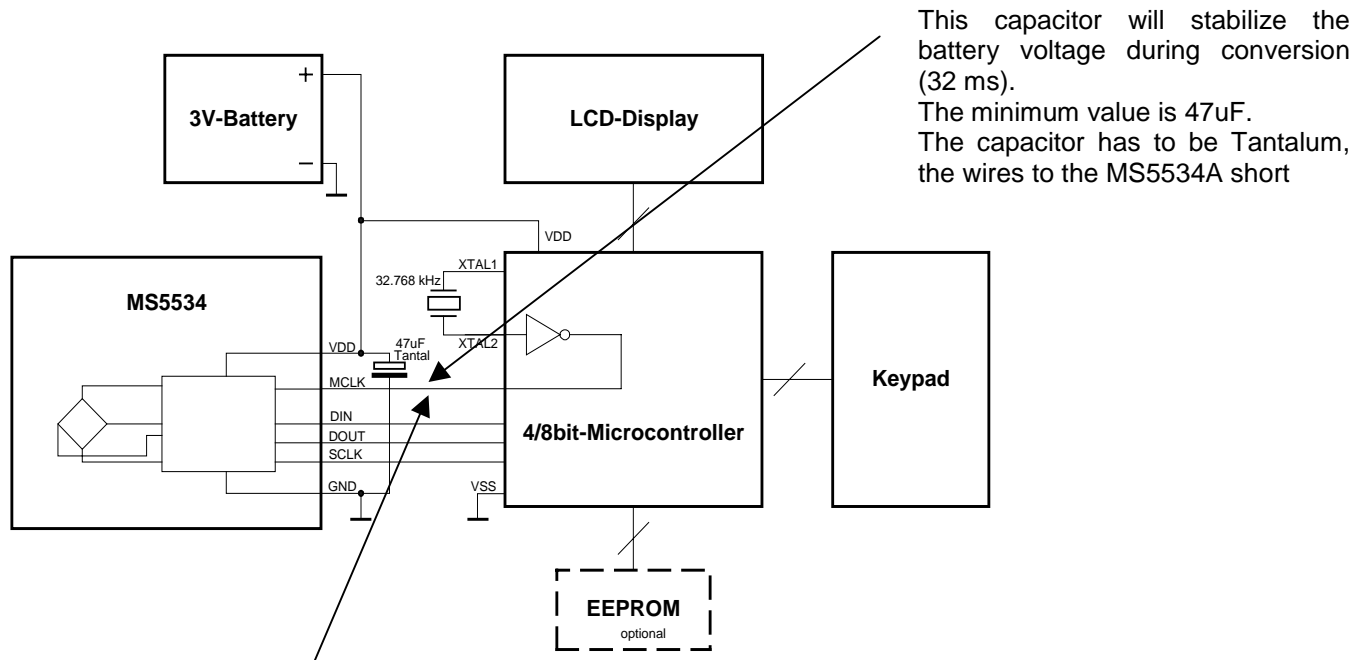 This capacitor will stabilize the
battery voltage during conversion
(32 ms).
The minimum value is 47uF.
The capacitor has to be Tantalum,
the wires to the MS5534A short
+
3V-Battery
−
LCD-Display
VDD
XTAL1
32.768 kHz
MS5534
47uF
Tantal
XTAL2
VDD
MCLK
Keypad
DIN
4/8bit-Microcontroller
DOUT
SCLK
GND
VSS
EEPROM
optional